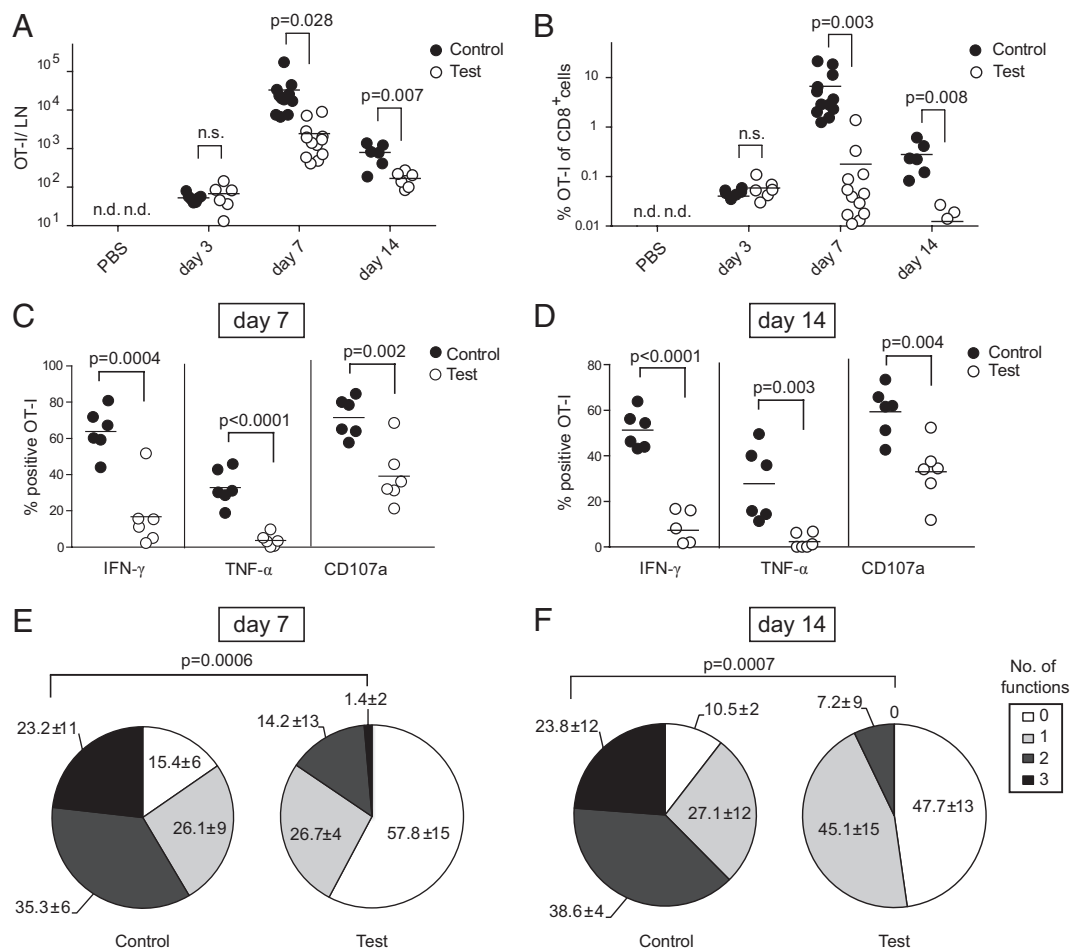 A
p=0.028
Control
Test
p=0.007
n.s.
n.d. n.d.
OT-I/ LN
10^5
10^4
10^3
10^2
10^1
PBS
day 3
day 7
day 14
B
p=0.003
Control
Test
p=0.008
n.s.
n.d. n.d.
% OT-I of CD8^+cells
10
1
0.1
0.01
PBS
day 3
day 7
day 14
C
day 7
p=0.0004
p<0.0001
p=0.002
Control
Test
% positive OT-I
100
80
60
40
20
0
IFN-γ
TNF-α
CD107a
D
day 14
p<0.0001
p=0.003
p=0.004
Control
Test
% positive OT-I
80
60
40
20
0
IFN-γ
TNF-α
CD107a
E
day 7
p=0.0006
23.2±11
15.4±6
26.1±9
35.3±6
Control
1.4±2
14.2±13
26.7±4
57.8±15
Test
F
day 14
p=0.0007
23.8±12
10.5±2
27.1±12
38.6±4
Control
7.2±9
0
45.1±15
47.7±13
Test
No. of
functions
0
1
2
3